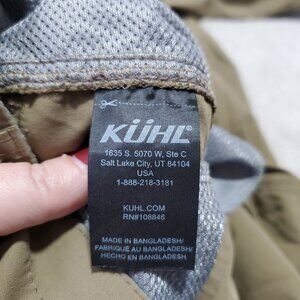 KÜHL®
1635 S. 5070 W, Ste C
Salt Lake City, UT 84104
USA
1-888-218-3181
KUHL.COM
RN#108846
MADE IN BANGLADESH/
FABRIQUÉ AU BANGLADESH/
HECHO EN BANGLADESH